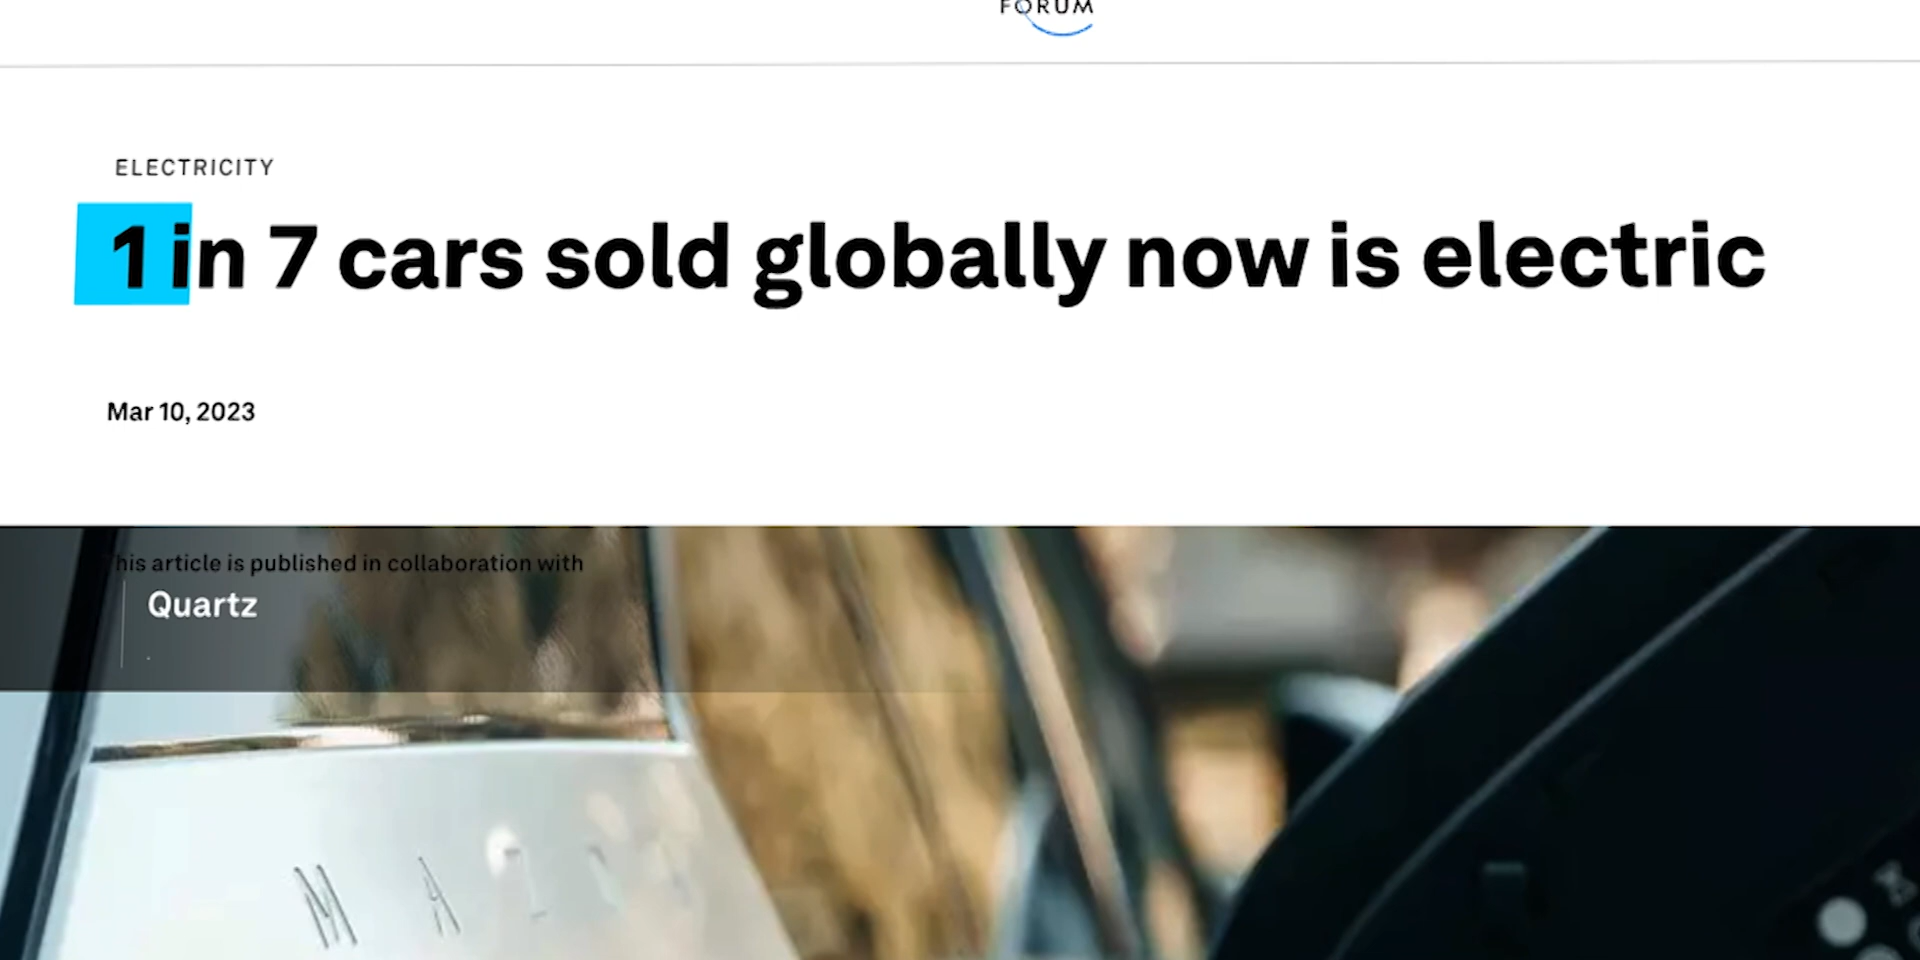 FORUM
ELECTRICITY
1 in 7 cars sold globally now is electric
Mar 10, 2023
his article is published in collaboration with
Quartz
M A